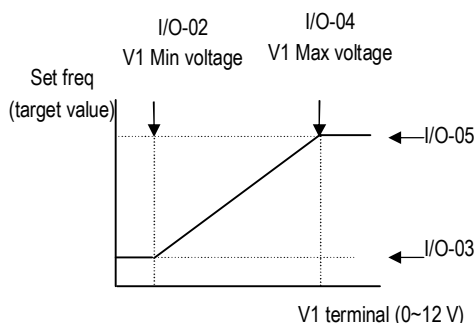 I/O-02
V1 Min voltage
I/O-04
V1 Max voltage
Set freq
(target value)
I/O-05
I/O-03
V1 terminal (0~12 V)